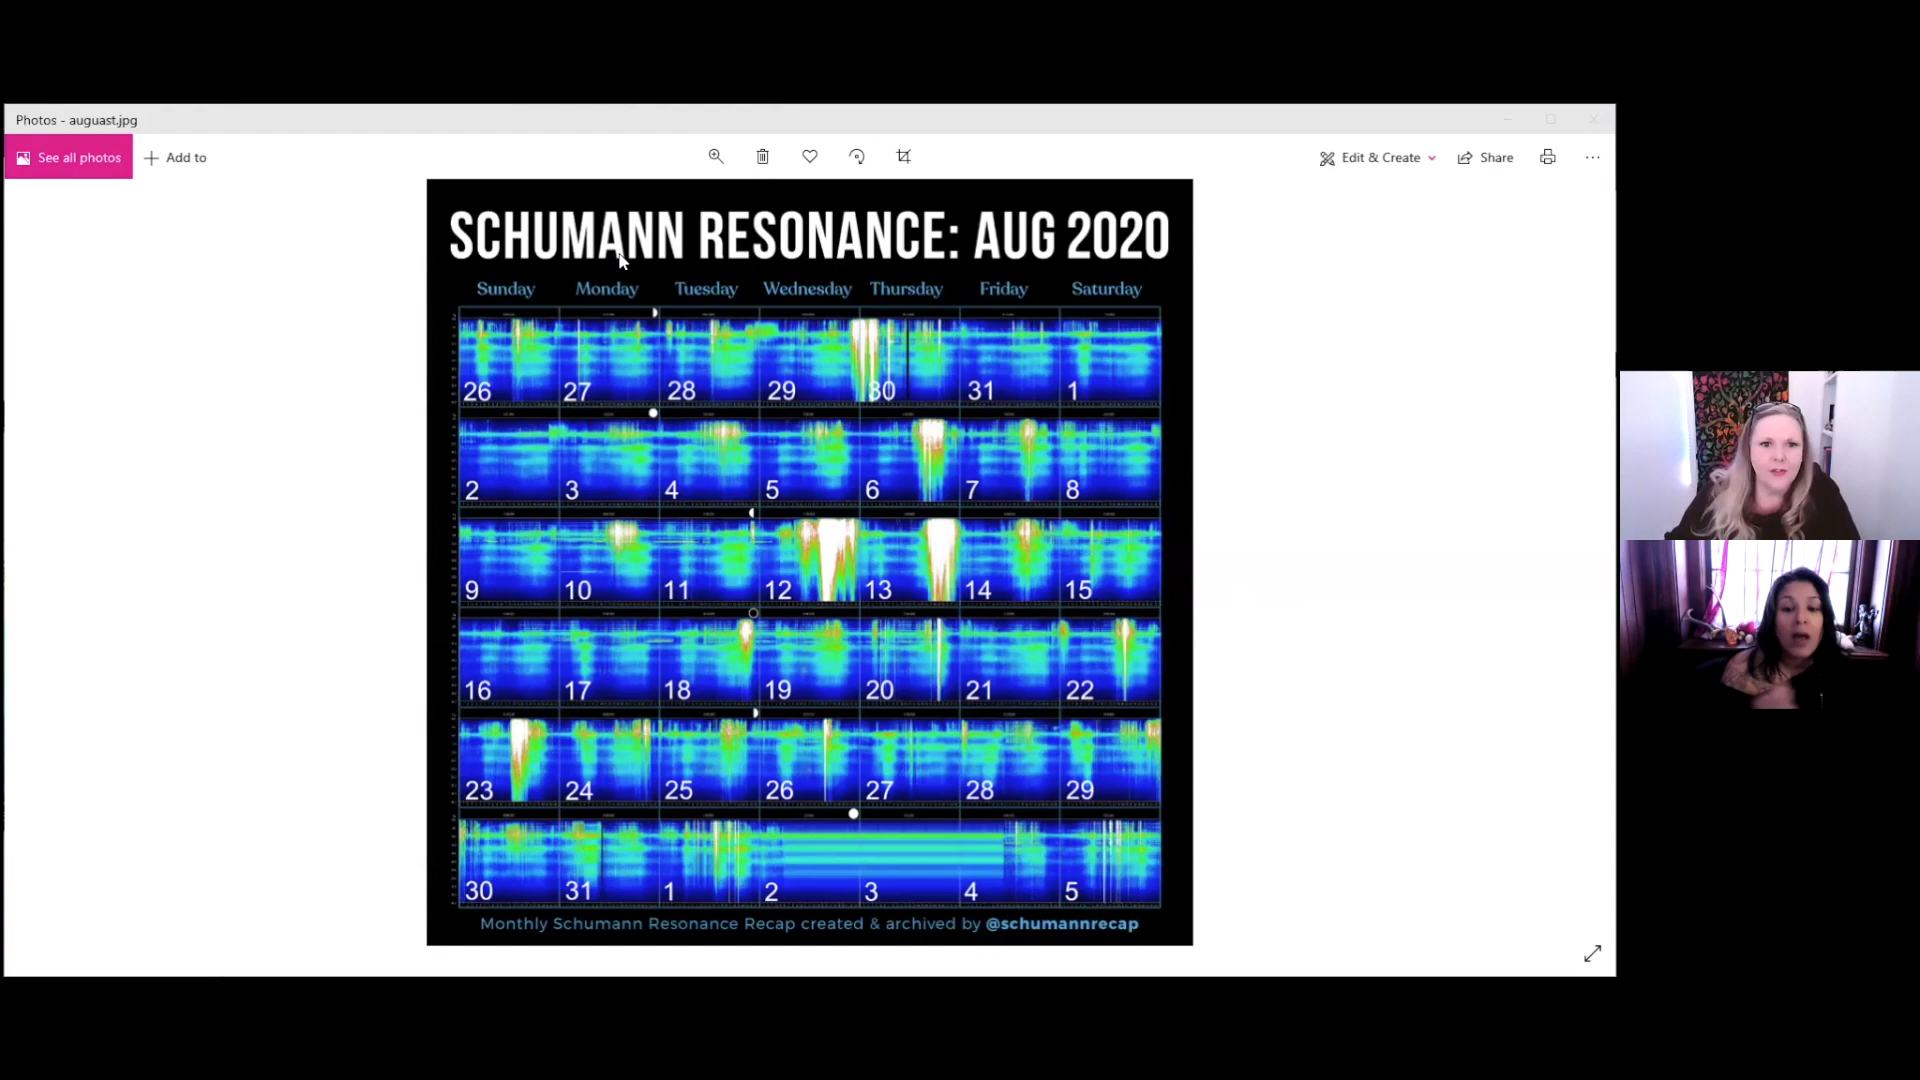 Photos - auguast.jpg
See all photos
Add to
Edit & Create
Share
SCHUMANN RESONANCE: AUG 2020
Sunday Monday Tuesday Wednesday Thursday Friday Saturday
26 27 28 29 30 31 1
2 3 4 5 6 7 8
9 10 11 12 13 14 15
16 17 18 19 20 21 22
23 24 25 26 27 28 29
30 31 1 2 3 4 5
Monthly Schumann Resonance Recap created & archived by @schumannrecap